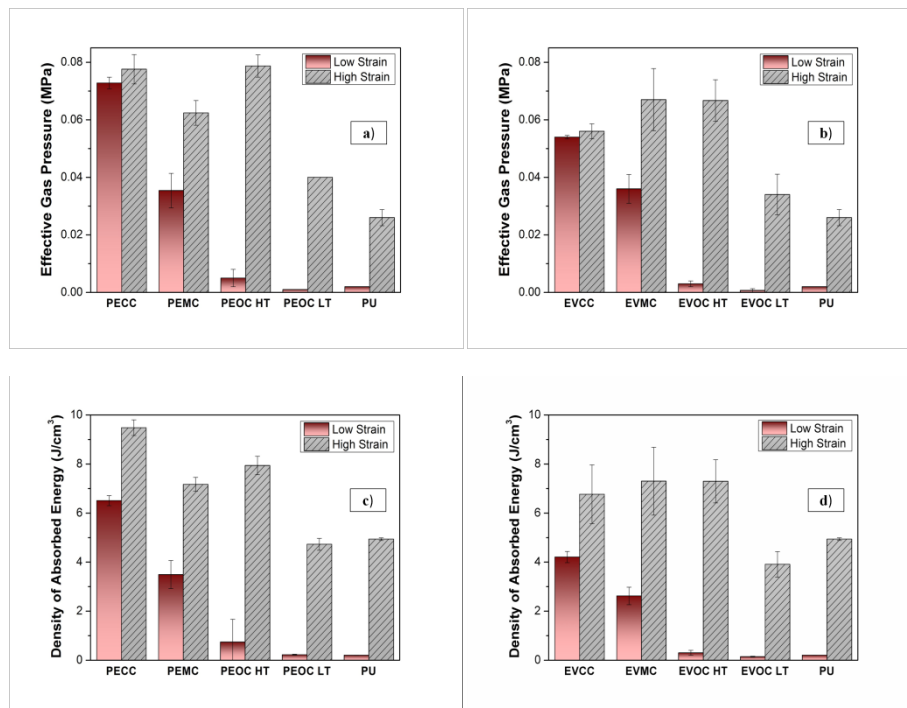 Effective Gas Pressure (MPa)
0.08
0.06
0.04
0.02
0.00
Low Strain
High Strain
a)
PECC PEMC PEOC HT PEOC LT PU
Effective Gas Pressure (MPa)
0.08
0.06
0.04
0.02
0.00
Low Strain
High Strain
b)
EVCC EVMC EVOC HT EVOC LT PU
Density of Absorbed Energy (J/cm³)
10
8
6
4
2
0
Low Strain
High Strain
c)
PECC PEMC PEOC HT PEOC LT PU
Density of Absorbed Energy (J/cm³)
10
8
6
4
2
0
Low Strain
High Strain
d)
EVCC EVMC EVOC HT EVOC LT PU